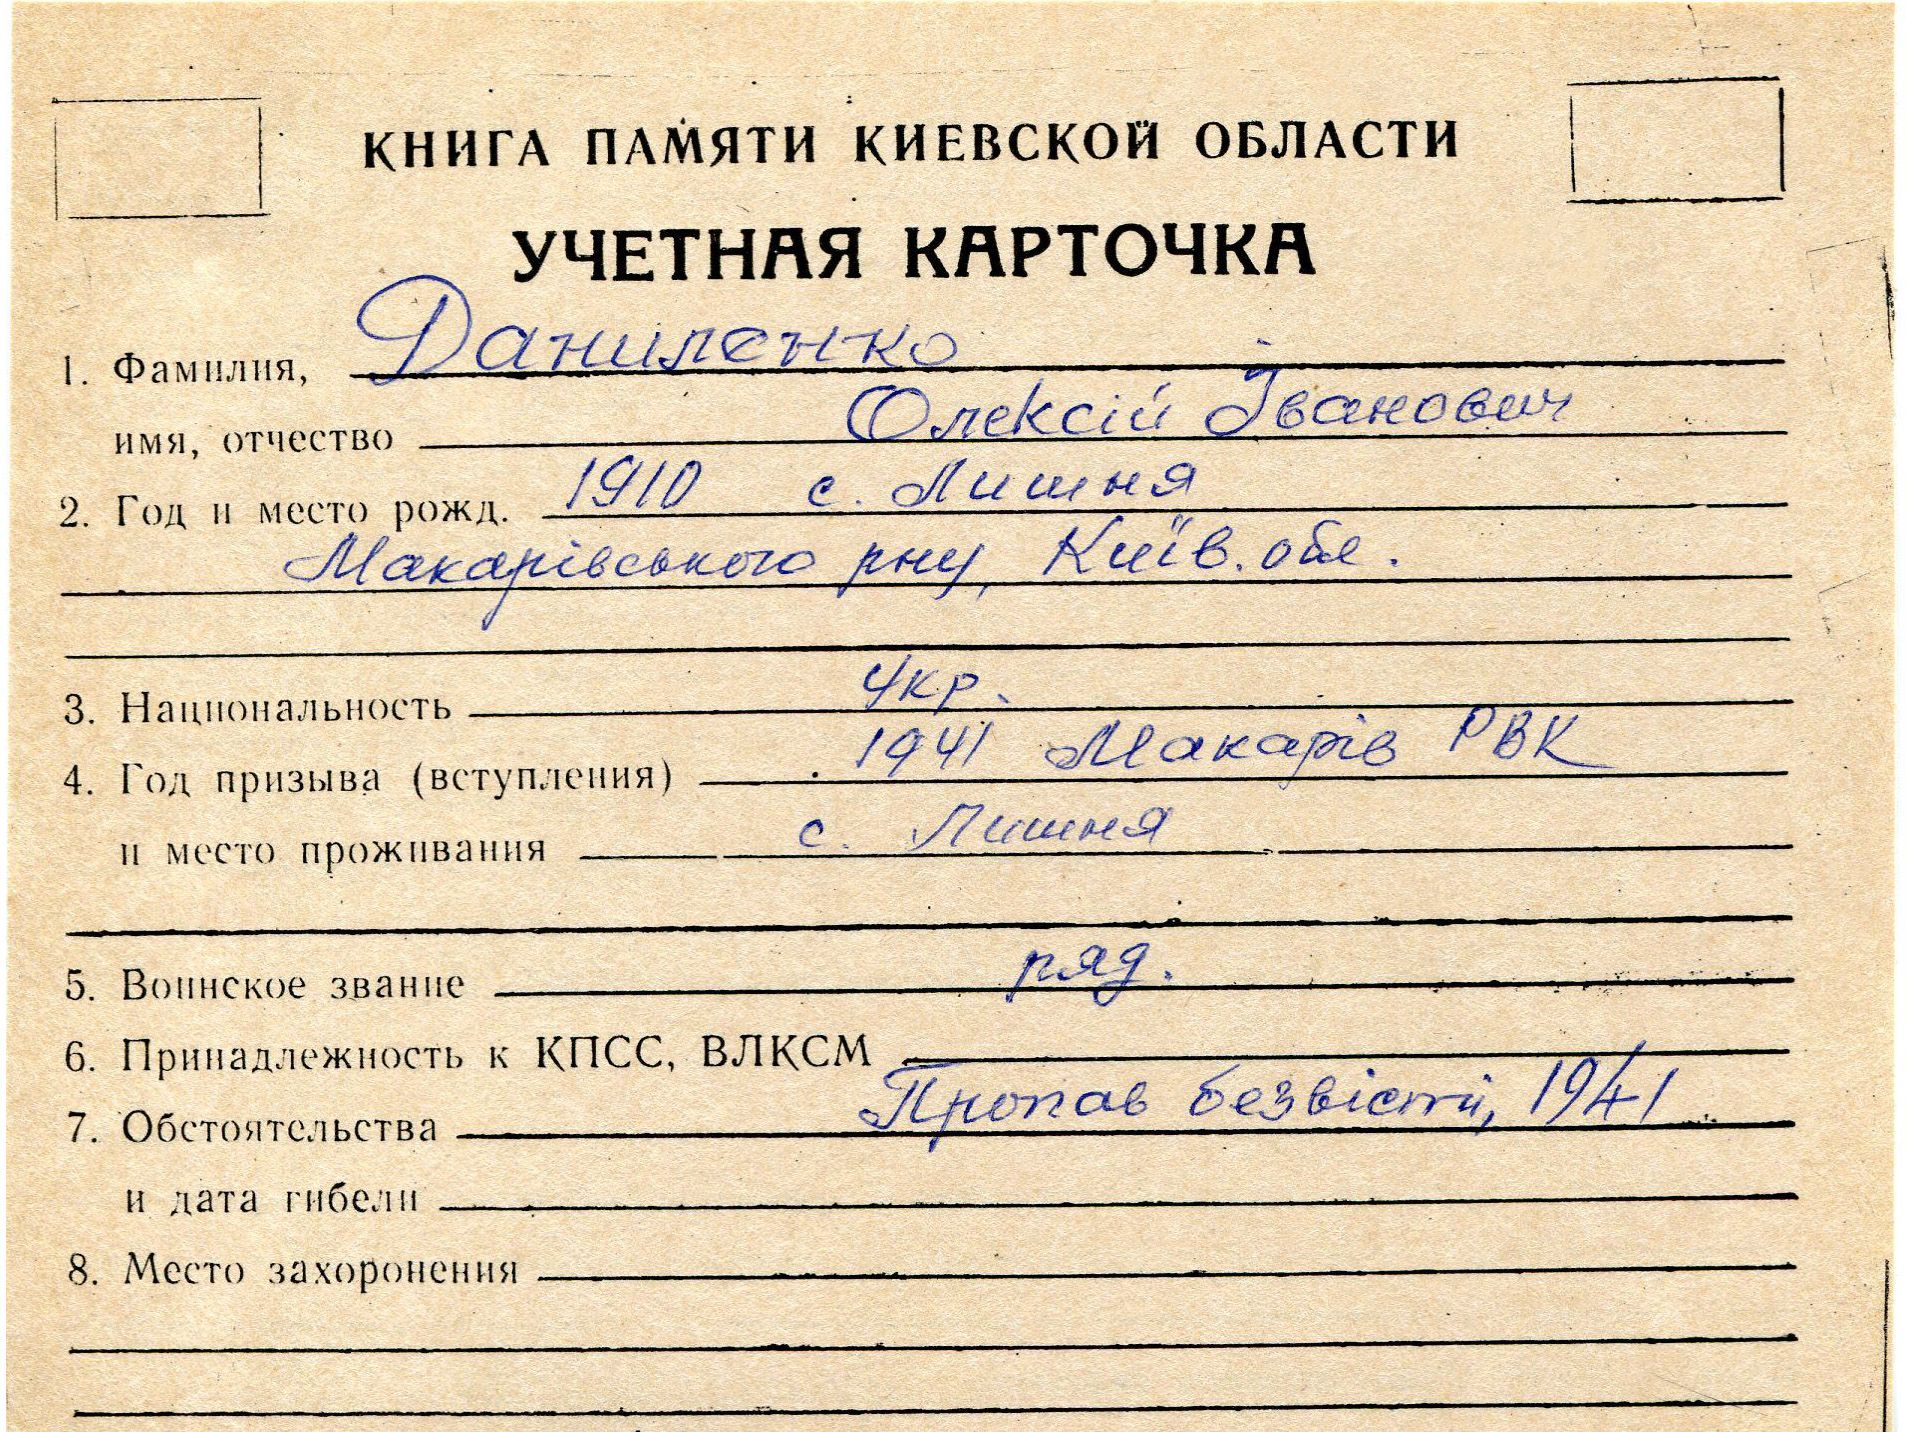 КНИГА ПАМЯТИ КИЕВСКОЙ ОБЛАСТИ
УЧЕТНАЯ КАРТОЧКА
1. Фамилия, Даниленко
имя, отчество Олексій Іванович
2. Год и место рожд. 1910 с. Лишня
Макарівського рну, Київ. обл.
3. Национальность Укр.
4. Год призыва (вступления) 1941 Макарів РВК
и место проживания с. Лишня
5. Воинское звание ряд.
6. Принадлежность к КПСС, ВЛКСМ
7. Обстоятельства Пропав безвісти, 1941
и дата гибели
8. Место захоронения